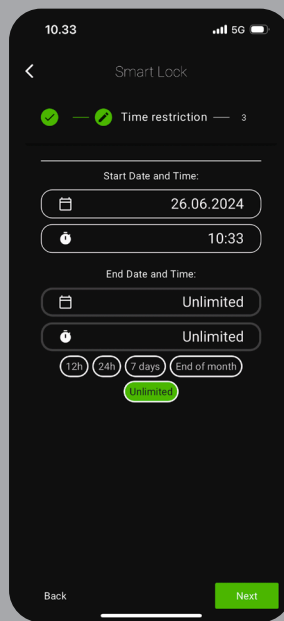 10.33 5G
Smart Lock
Time restriction 3
Start Date and Time:
26.06.2024
10:33
End Date and Time:
Unlimited
Unlimited
12h 24h 7 days End of month
Unlimited
Back Next